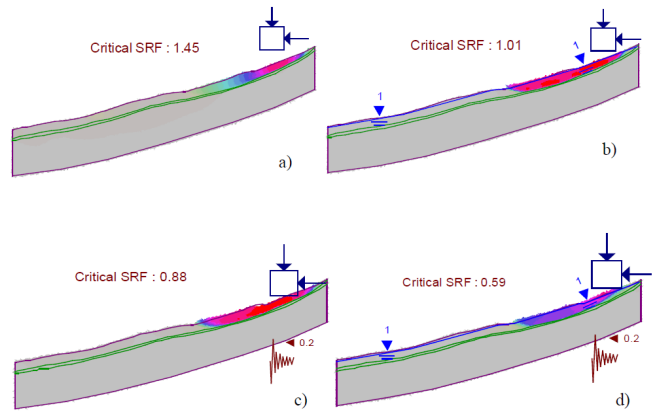 Critical SRF : 1.45
a)
Critical SRF : 1.01
1
1
b)
Critical SRF : 0.88
0.2
c)
Critical SRF : 0.59
1
1
0.2
d)